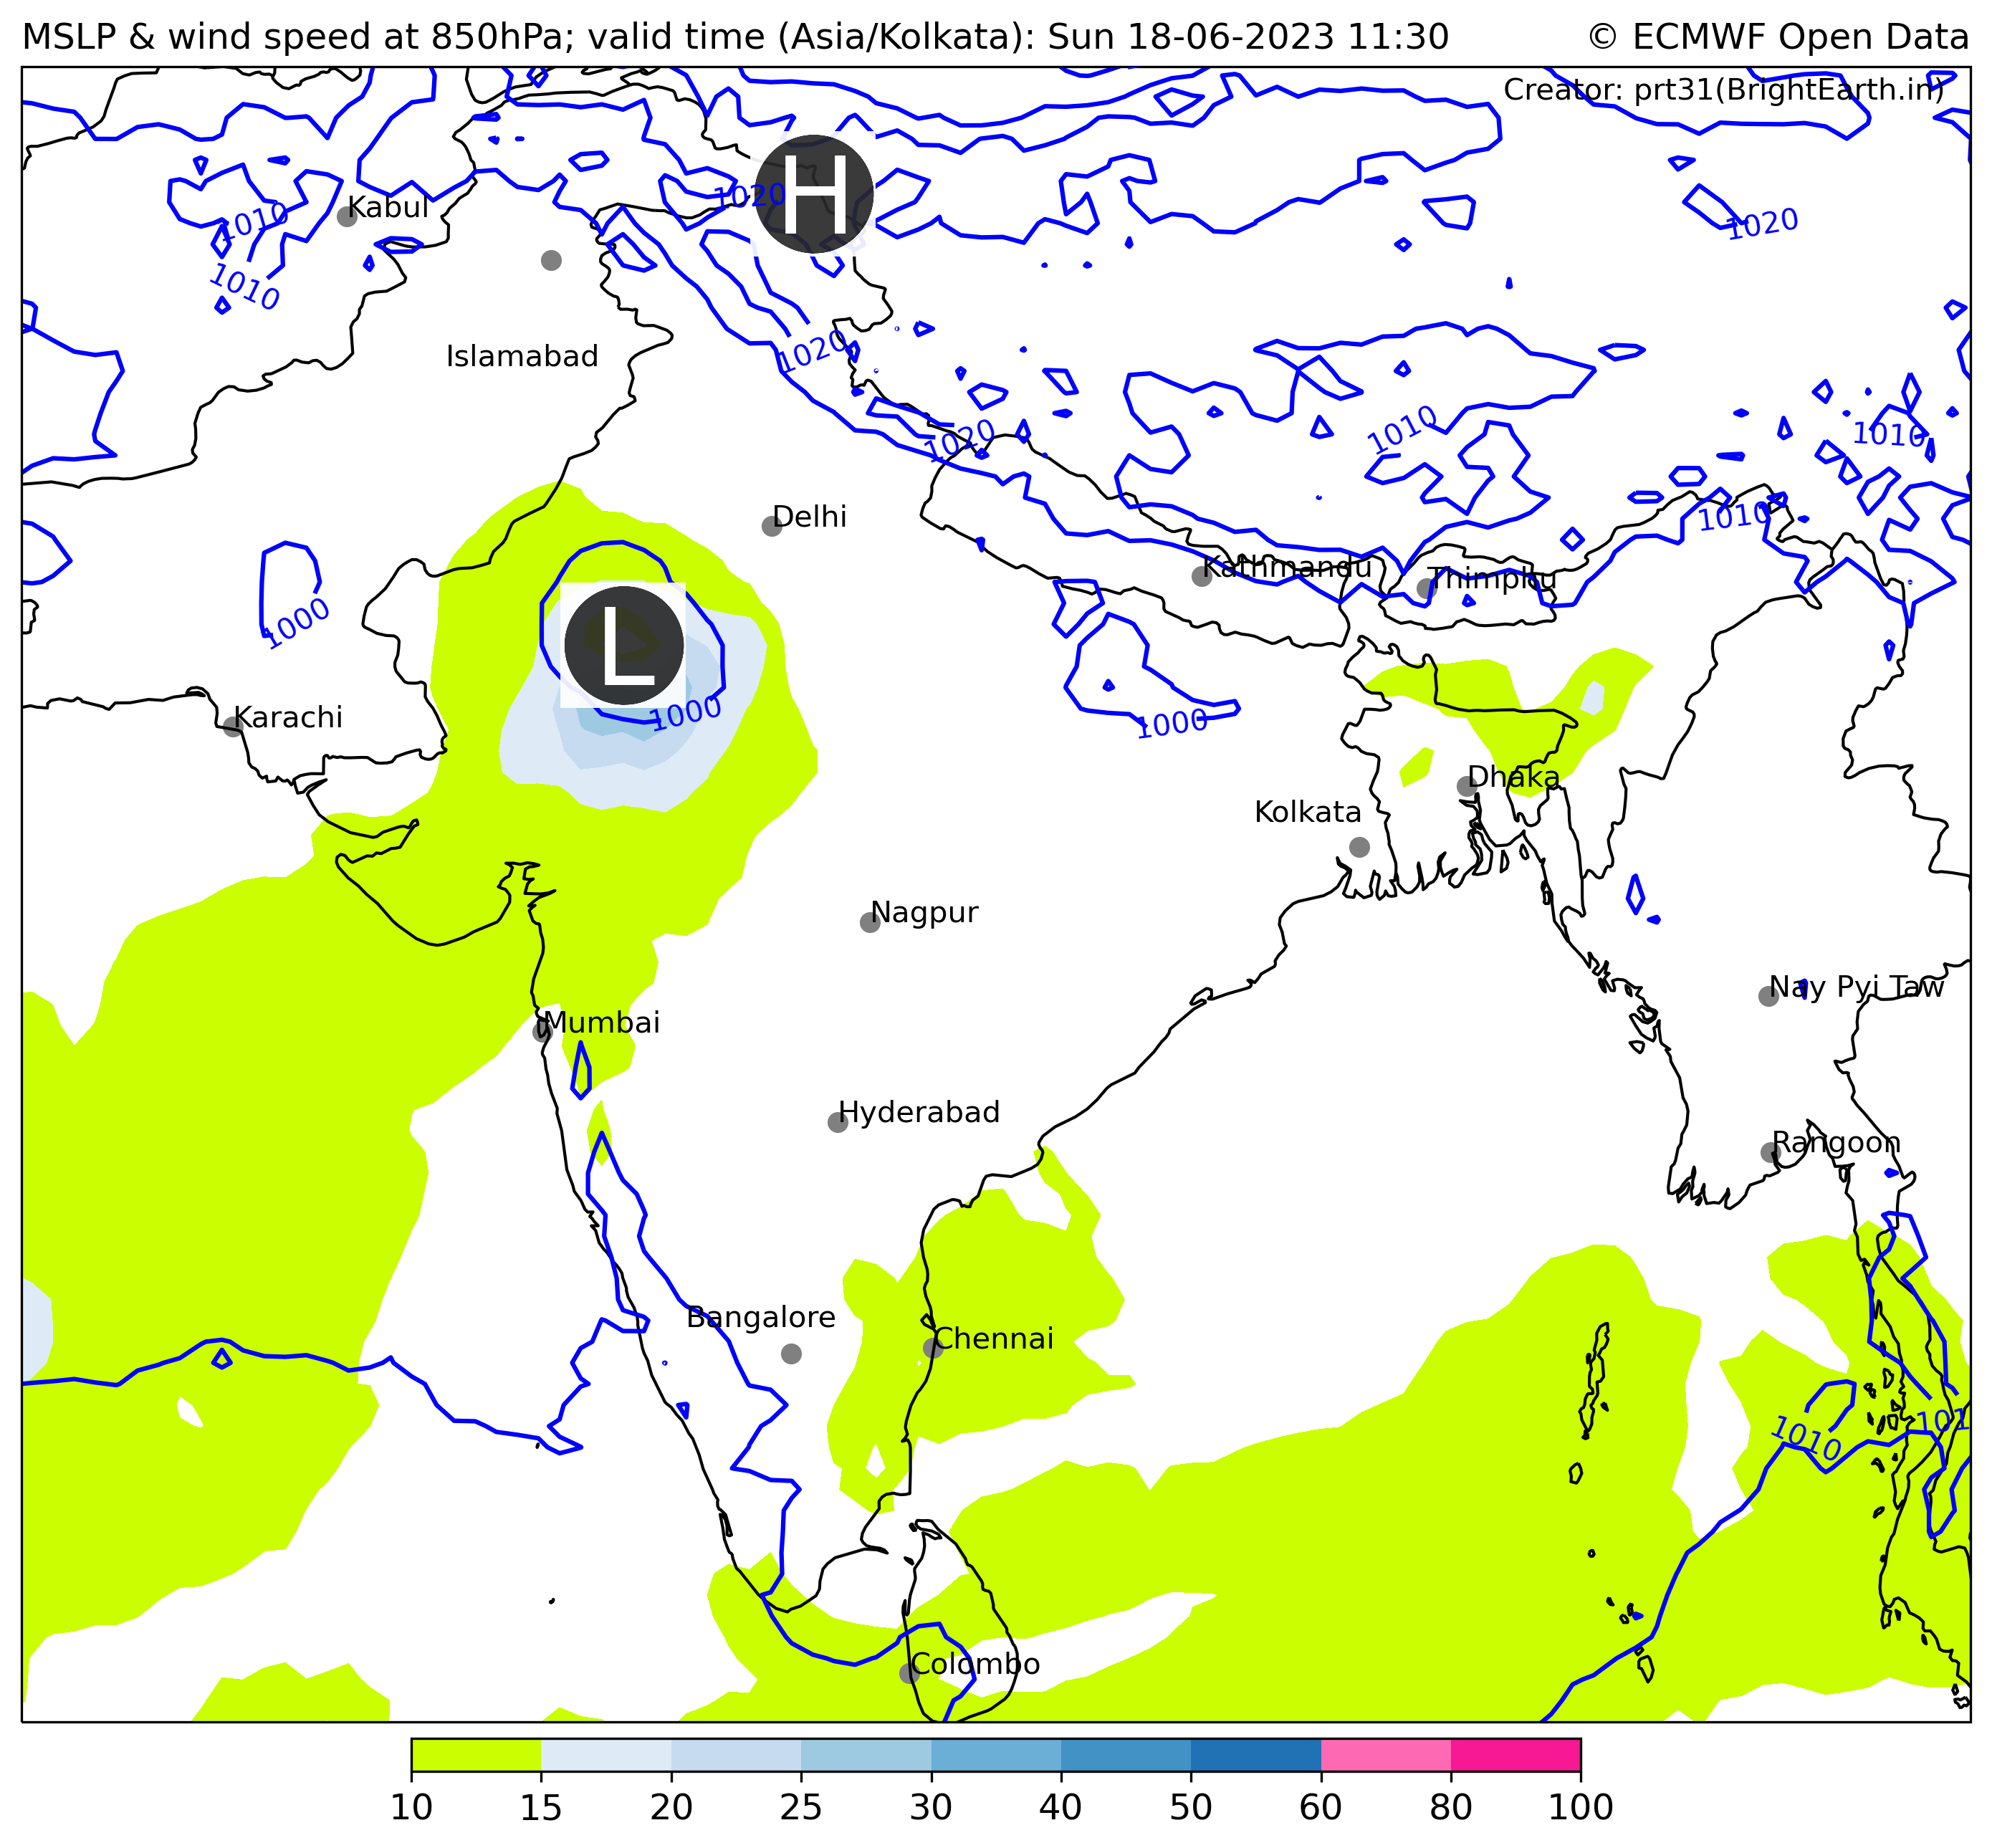 MSLP & wind speed at 850hPa; valid time (Asia/Kolkata): Sun 18-06-2023 11:30
© ECMWF Open Data
Creator: prt31(BrightEarth.in)
H
1020
1020
Kabul
1010
1010
Islamabad
1020
1020
1010
1010
1010
Delhi
Kathmandu
Thimphu
1000
L
1000
1000
Karachi
Dhaka
Kolkata
Nagpur
Nay Pyi Taw
Mumbai
Hyderabad
Rangoon
Bangalore
Chennai
1010
101
Colombo
10 15 20 25 30 40 50 60 80 100